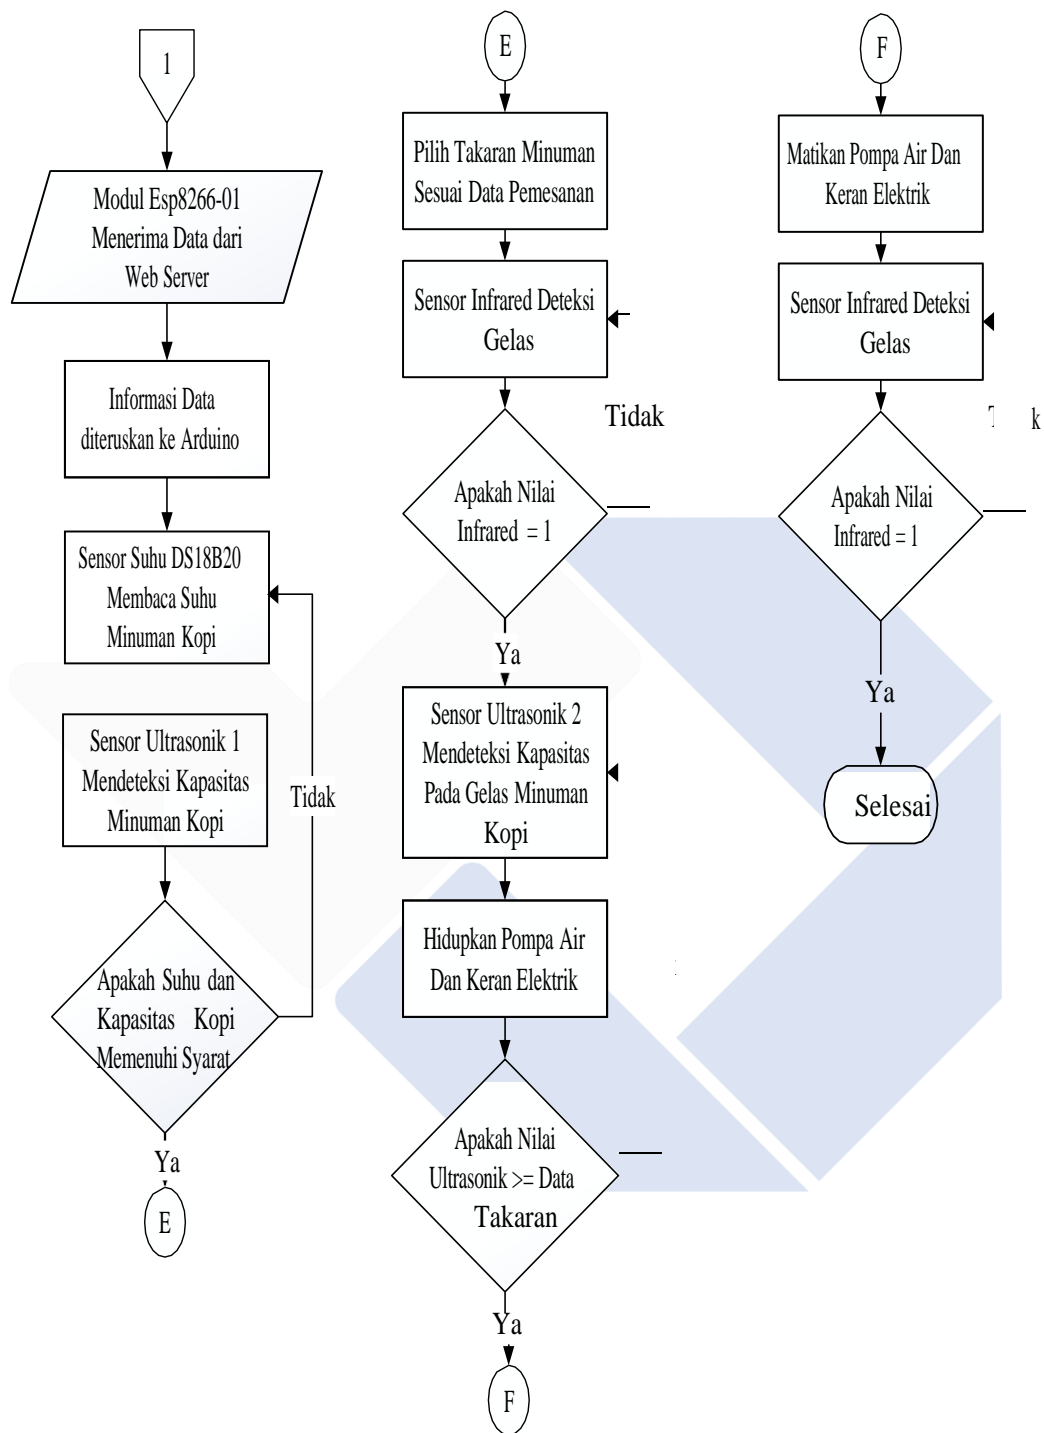 1
Modul Esp8266-01
Menerima Data dari
Web Server
Informasi Data
diteruskan ke Arduino
Sensor Suhu DS18B20
Membaca Suhu
Minuman Kopi
Sensor Ultrasonik 1
Mendeteksi Kapasitas
Minuman Kopi
Tidak
Apakah Suhu dan
Kapasitas Kopi
Memenuhi Syarat
Ya
E
E
Pilih Takaran Minuman
Sesuai Data Pemesanan
Sensor Infrared Deteksi
Gelas
Tidak
Apakah Nilai
Infrared = 1
Ya
Sensor Ultrasonik 2
Mendeteksi Kapasitas
Pada Gelas Minuman
Kopi
Hidupkan Pompa Air
Dan Keran Elektrik
Apakah Nilai
Ultrasonik >= Data
Takaran
Ya
F
F
Matikan Pompa Air Dan
Keran Elektrik
Sensor Infrared Deteksi
Gelas
Apakah Nilai
Infrared = 1
Ya
Selesai